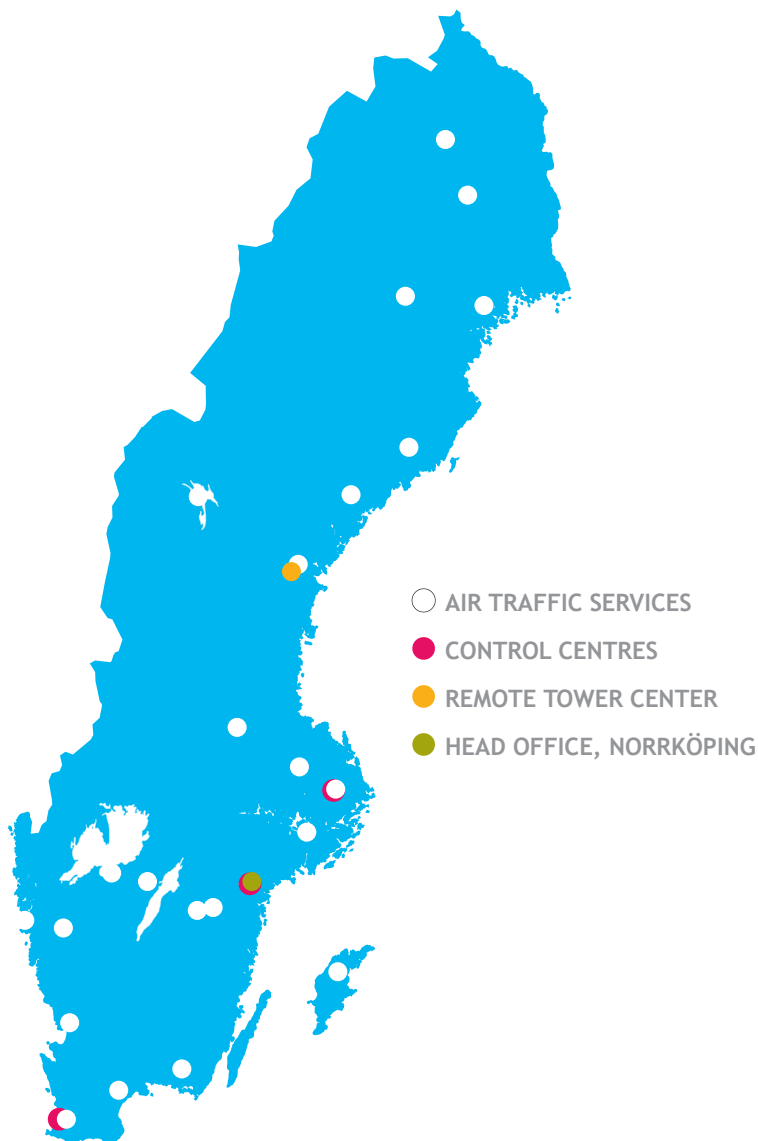 AIR TRAFFIC SERVICES
CONTROL CENTRES
REMOTE TOWER CENTER
HEAD OFFICE, NORRKÖPING